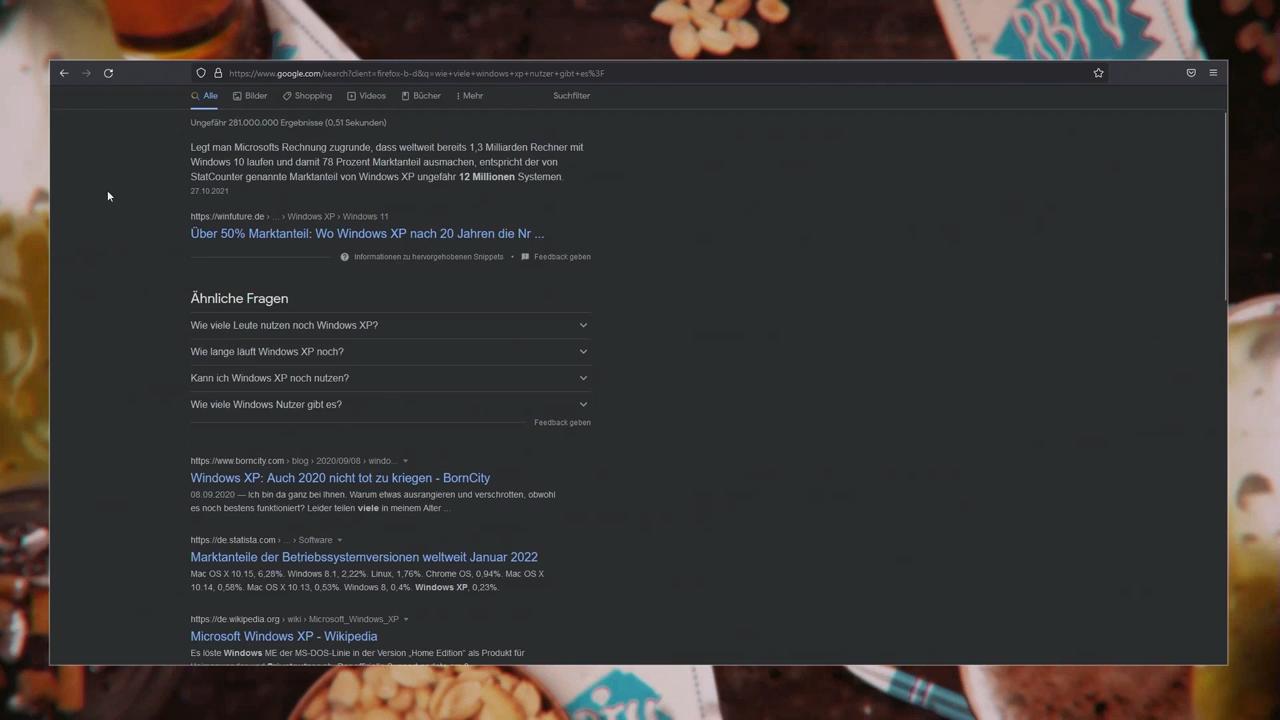 RBTV
https://www.google.com/search?client=firefox-b-d&q=wie+viele+windows+xp+nutzer+gibt+es%3F
Alle Bilder Shopping Videos Bücher Mehr Suchfilter
Ungefähr 281.000.000 Ergebnisse (0,51 Sekunden)
Legt man Microsofts Rechnung zugrunde, dass weltweit bereits 1,3 Milliarden Rechner mit
Windows 10 laufen und damit 78 Prozent Marktanteil ausmachen, entspricht der von
StatCounter genannte Marktanteil von Windows XP ungefähr 12 Millionen Systemen.
27.10.2021
https://winfuture.de › ... › Windows XP › Windows 11
Über 50% Marktanteil: Wo Windows XP nach 20 Jahren die Nr ...
Informationen zu hervorgehobenen Snippets • Feedback geben
Ähnliche Fragen
Wie viele Leute nutzen noch Windows XP?
Wie lange läuft Windows XP noch?
Kann ich Windows XP noch nutzen?
Wie viele Windows Nutzer gibt es?
Feedback geben
https://www.borncity.com › blog › 2020/09/08 › windo...
Windows XP: Auch 2020 nicht tot zu kriegen - BornCity
08.09.2020 — Ich bin da ganz bei Ihnen. Warum etwas ausrangieren und verschrotten, obwohl
es noch bestens funktioniert? Leider teilen viele in meinem Alter ...
https://de.statista.com › ... › Software
Marktanteile der Betriebssystemversionen weltweit Januar 2022
Mac OS X 10.15, 6,28%. Windows 8.1, 2,22%. Linux, 1,76%. Chrome OS, 0,94%. Mac OS X
10.14, 0,58%. Mac OS X 10.13, 0,53%. Windows 8, 0,4%. Windows XP, 0,23%.
https://de.wikipedia.org › wiki › Microsoft_Windows_XP
Microsoft Windows XP - Wikipedia
Es löste Windows ME der MS-DOS-Linie in der Version „Home Edition" als Produkt für